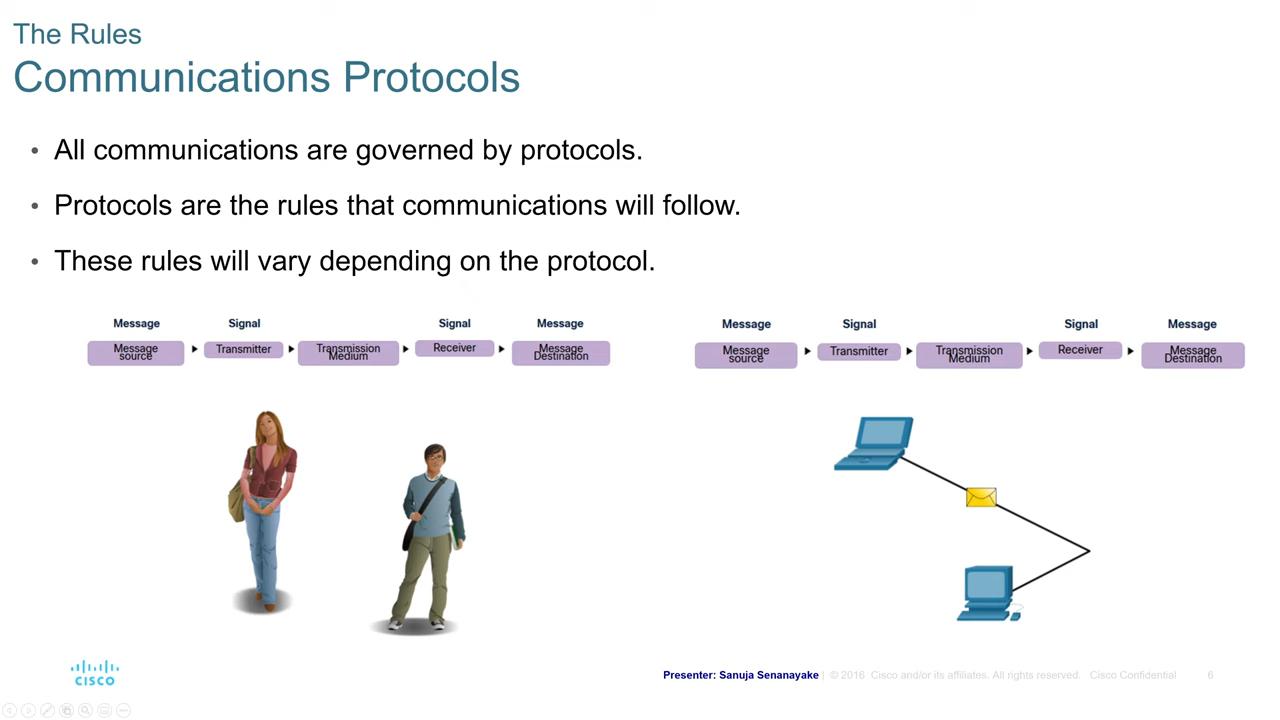 The Rules
Communications Protocols
• All communications are governed by protocols.
• Protocols are the rules that communications will follow.
• These rules will vary depending on the protocol.
Message Signal Signal Message
Message source Transmitter Transmission Medium Receiver Message Destination
Message Signal Signal Message
Message source Transmitter Transmission Medium Receiver Message Destination
CISCO
Presenter: Sanuja Senanayake | © 2016 Cisco and/or its affiliates. All rights reserved. Cisco Confidential 6